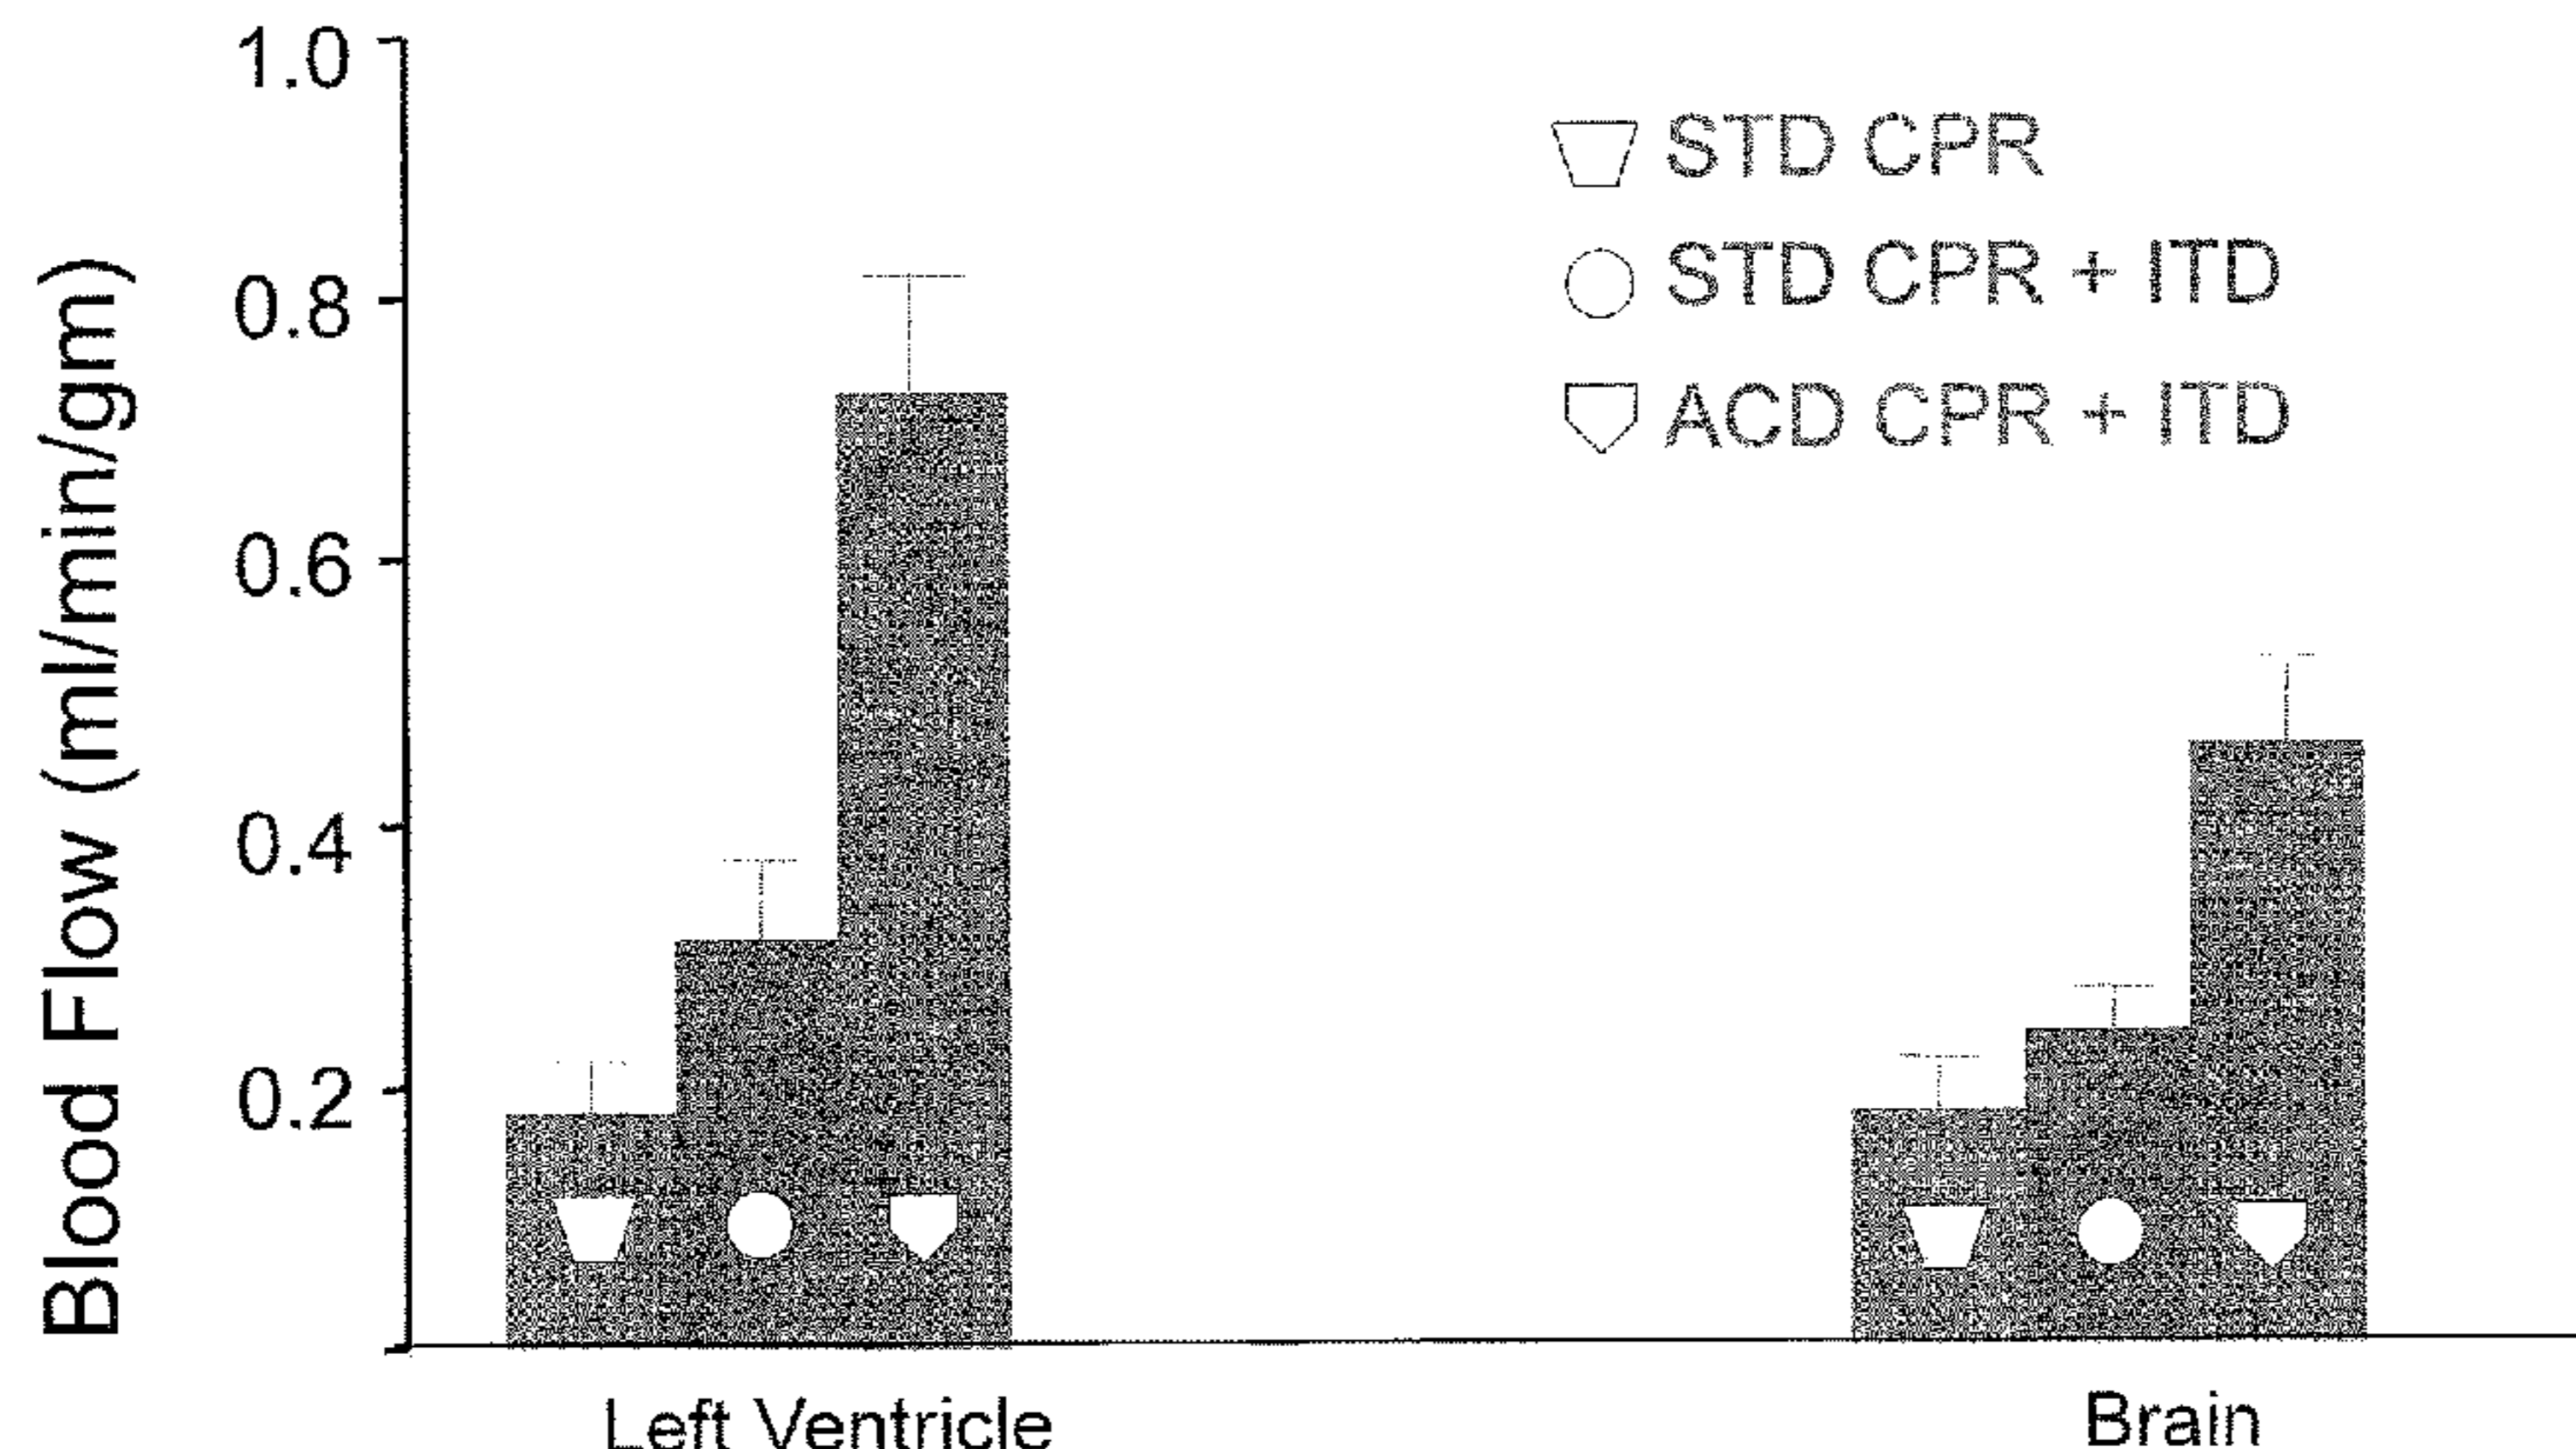 Blood Flow (ml/min/gm)
1.0
0.8
0.6
0.4
0.2
STD CPR
STD CPR + ITD
ACD CPR + ITD
Left Ventricle
Brain